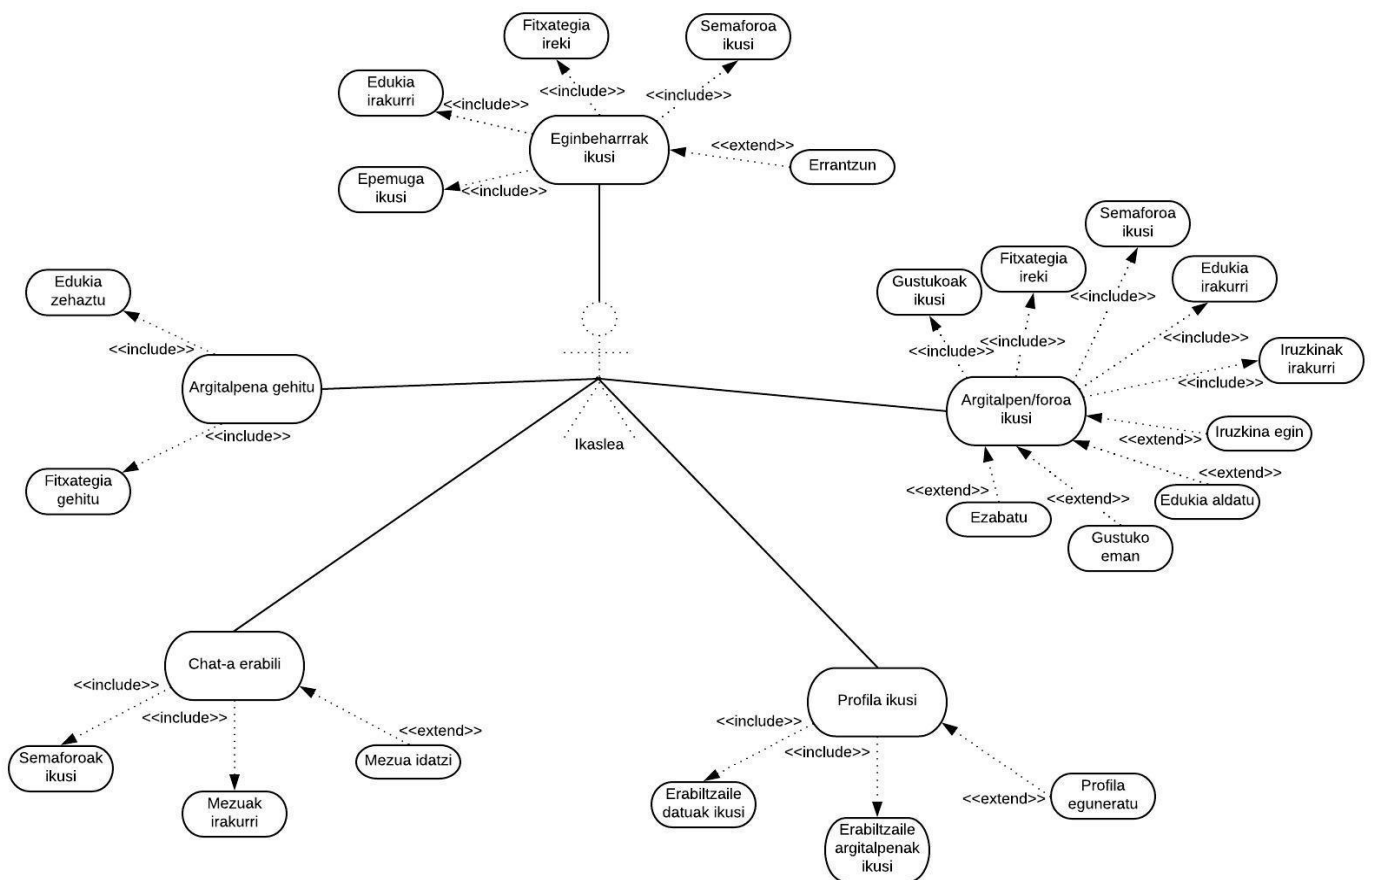 Fitxategia
ireki
Semaforoa
ikusi
Edukia
irakurri
<<include>>
<<include>>
<<include>>
Eginbeharrrak
ikusi
<<extend>>
Errantzun
Epemuga
ikusi
<<include>>
Semaforoa
ikusi
Fitxategia
ireki
Edukia
irakurri
Gustukoak
ikusi
Edukia
zehaztu
<<include>>
<<include>>
<<include>>
<<include>>
<<include>>
Iruzkinak
irakurri
<<include>>
Argitalpena gehitu
Argitalpen/foroa
ikusi
<<include>>
Ikaslea
<<extend>>
Iruzkina egin
Fitxategia
gehitu
<<extend>>
Edukia aldatu
<<extend>>
<<extend>>
Ezabatu
Gustuko
eman
Chat-a erabili
<<include>>
<<include>>
<<extend>>
Semaforoak
ikusi
Mezua idatzi
Mezuak
irakurri
Profila ikusi
<<include>>
<<include>>
<<extend>>
Erabiltzaile
datuak ikusi
Profila
eguneratu
Erabiltzaile
argitalpenak
ikusi